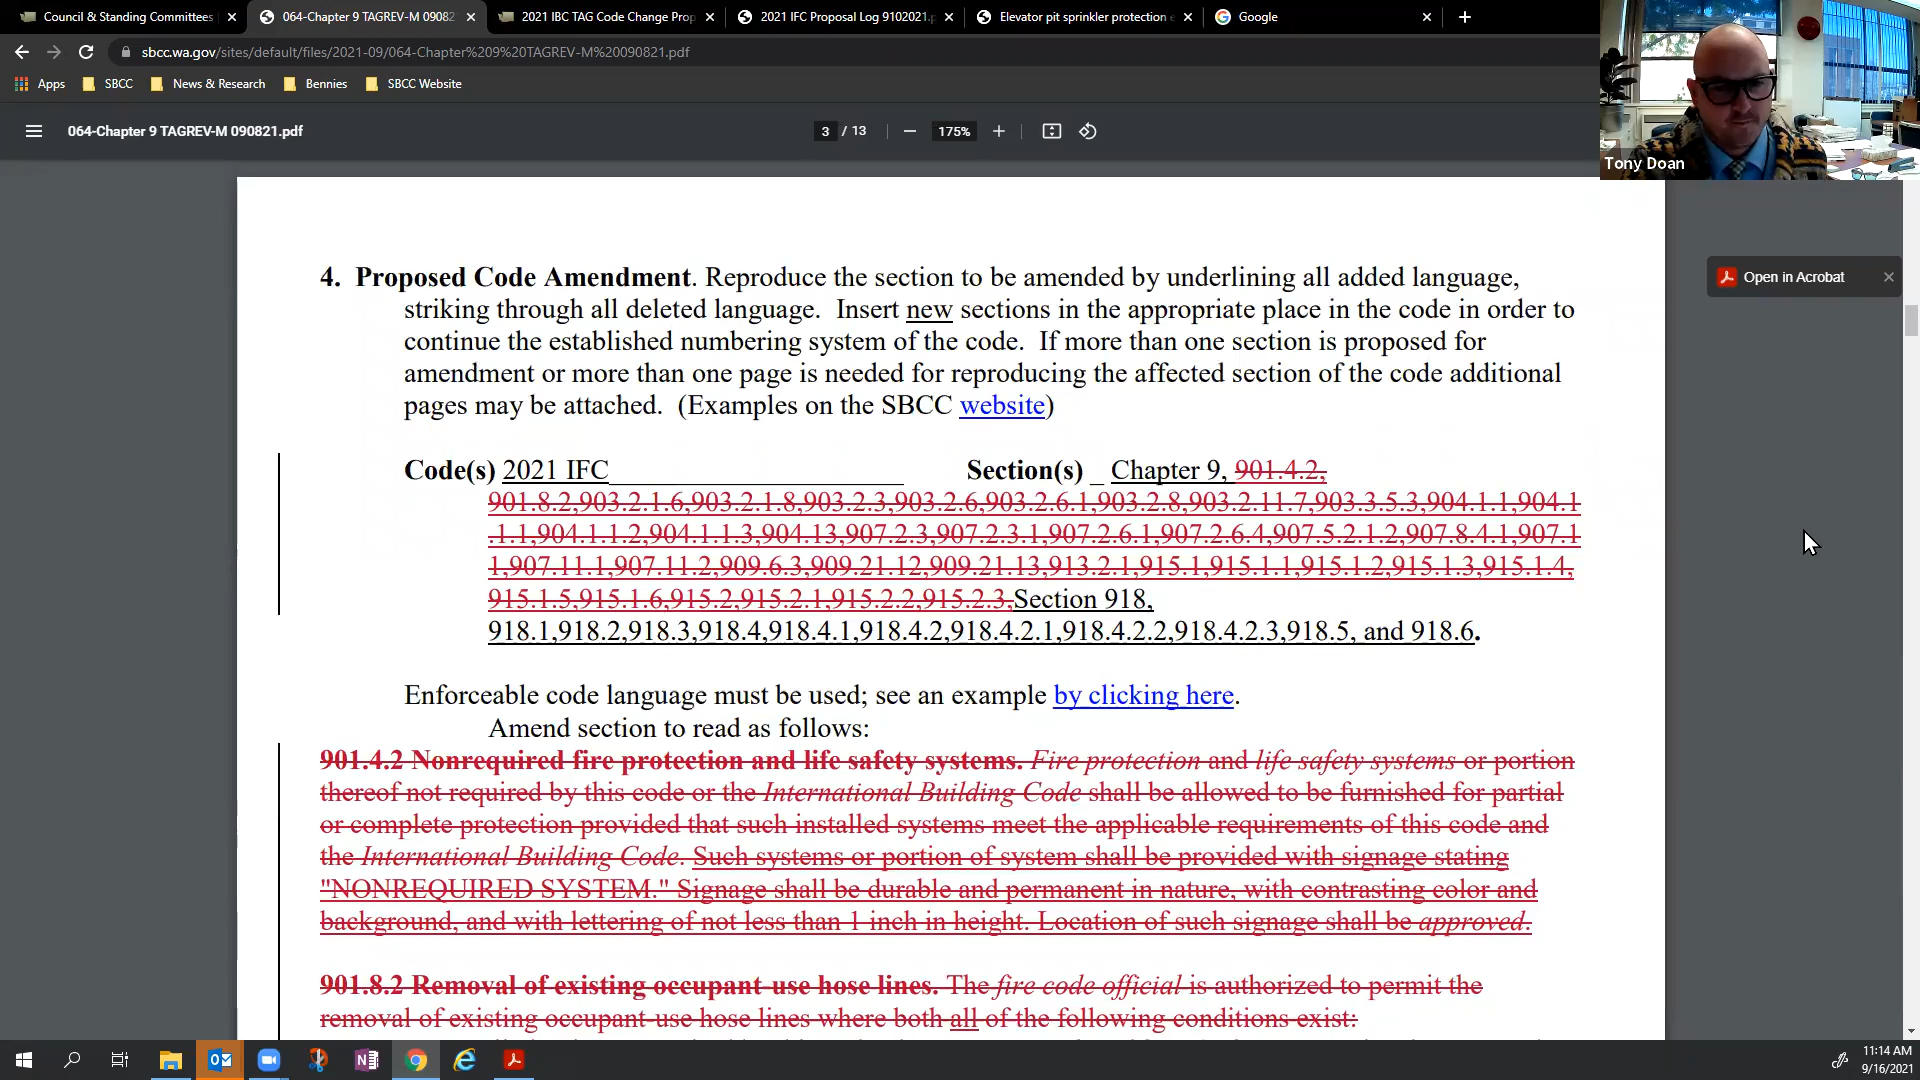 Council & Standing Committees
064-Chapter 9 TAGREV-M 09082
2021 IBC TAG Code Change Prop
2021 IFC Proposal Log 9102021.p
Elevator pit sprinkler protection e
Google
sbcc.wa.gov/sites/default/files/2021-09/064-Chapter%209%20TAGREV-M%20090821.pdf
Apps
SBCC
News & Research
Bennies
SBCC Website
064-Chapter 9 TAGREV-M 090821.pdf
3 / 13
175%
Tony Doan
Open in Acrobat
4. Proposed Code Amendment. Reproduce the section to be amended by underlining all added language,
striking through all deleted language. Insert new sections in the appropriate place in the code in order to
continue the established numbering system of the code. If more than one section is proposed for
amendment or more than one page is needed for reproducing the affected section of the code additional
pages may be attached. (Examples on the SBCC website)
Code(s) 2021 IFC____________________ Section(s) _ Chapter 9, 901.4.2,
901.8.2,903.2.1.6,903.2.1.8,903.2.3,903.2.6,903.2.6.1,903.2.8,903.2.11.7,903.3.5.3,904.1.1,904.1
.1.1,904.1.1.2,904.1.1.3,904.13,907.2.3,907.2.3.1,907.2.6.1,907.2.6.4,907.5.2.1.2,907.8.4.1,907.1
1,907.11.1,907.11.2,909.6.3,909.21.12,909.21.13,913.2.1,915.1,915.1.1,915.1.2,915.1.3,915.1.4,
915.1.5,915.1.6,915.2,915.2.1,915.2.2,915.2.3,Section 918,
918.1,918.2,918.3,918.4,918.4.1,918.4.2,918.4.2.1,918.4.2.2,918.4.2.3,918.5, and 918.6.
Enforceable code language must be used; see an example by clicking here.
Amend section to read as follows:
901.4.2 Nonrequired fire protection and life safety systems. Fire protection and life safety systems or portion
thereof not required by this code or the International Building Code shall be allowed to be furnished for partial
or complete protection provided that such installed systems meet the applicable requirements of this code and
the International Building Code. Such systems or portion of system shall be provided with signage stating
"NONREQUIRED SYSTEM." Signage shall be durable and permanent in nature, with contrasting color and
background, and with lettering of not less than 1 inch in height. Location of such signage shall be approved.
901.8.2 Removal of existing occupant-use hose lines. The fire code official is authorized to permit the
removal of existing occupant-use hose lines where both all of the following conditions exist:
11:14 AM
9/16/2021